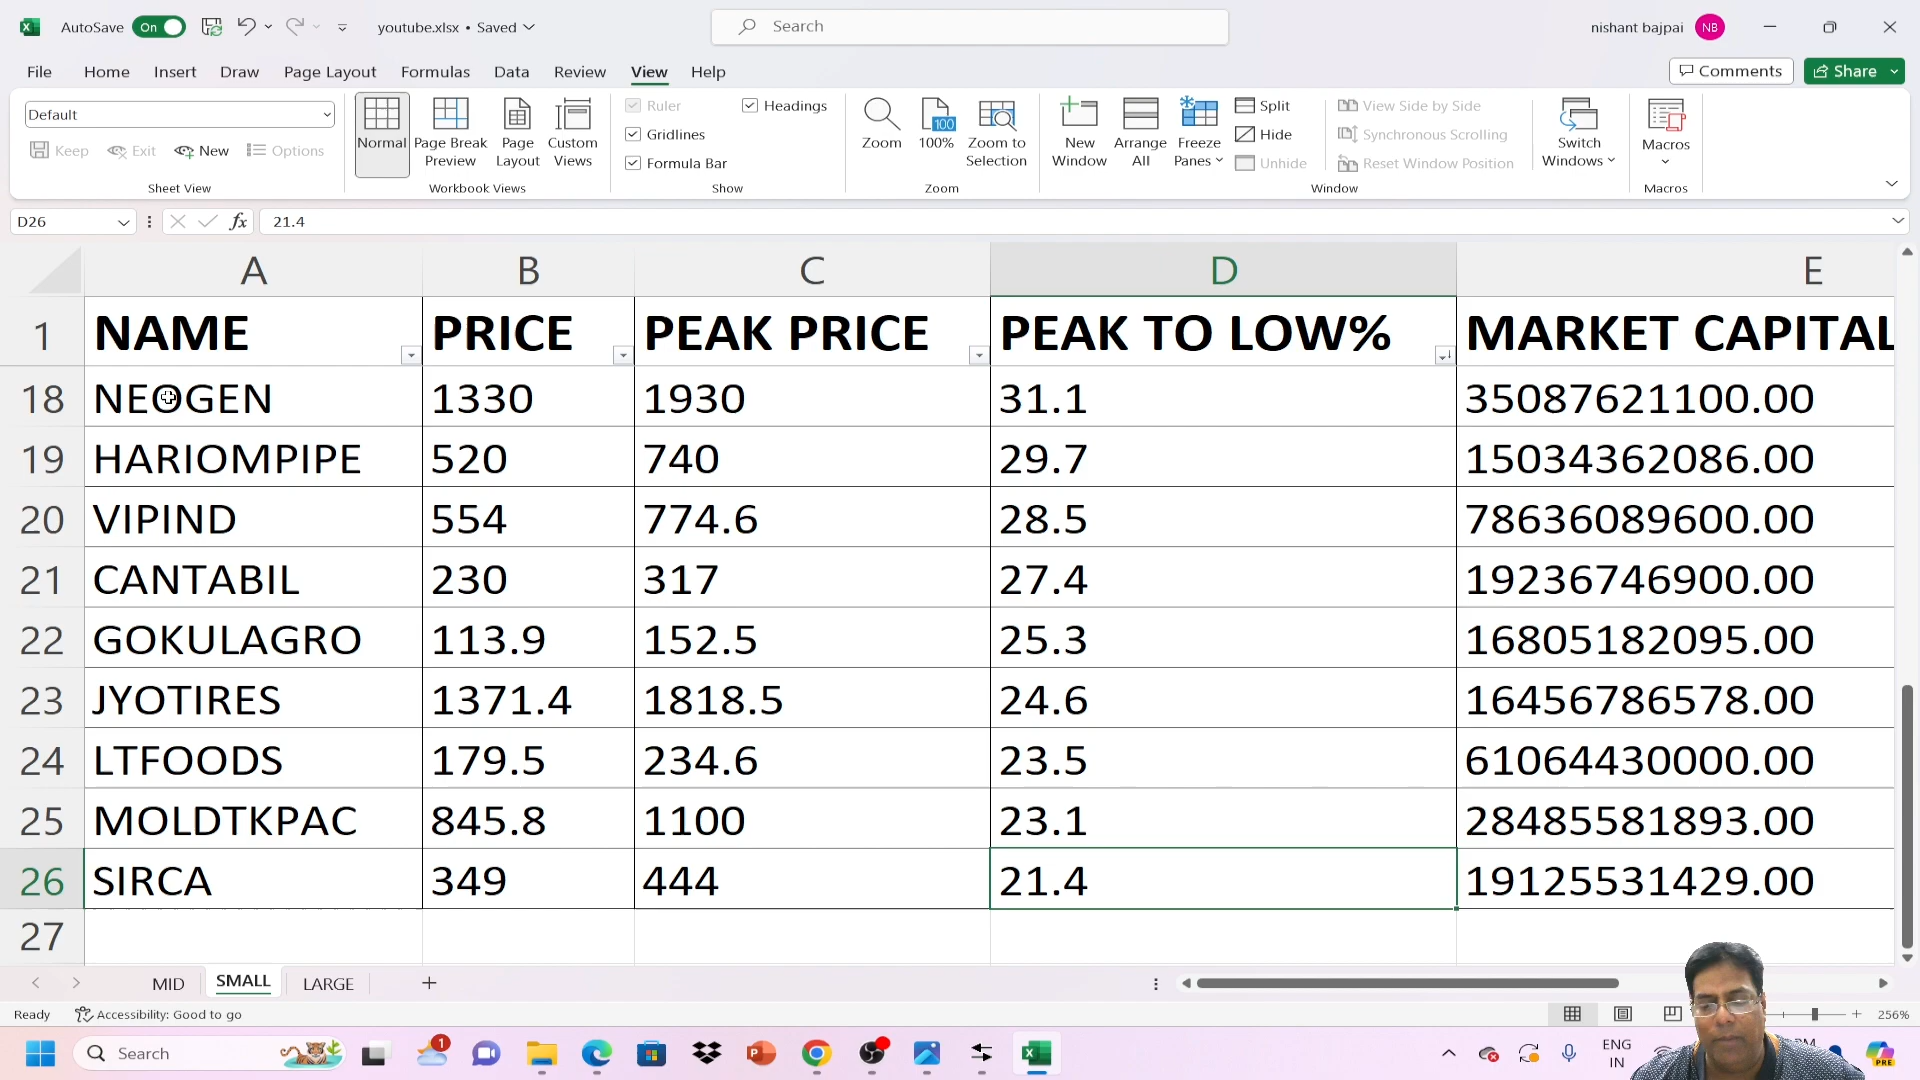 AutoSave On youtube.xlsx • Saved Search nishant bajpai NB
File Home Insert Draw Page Layout Formulas Data Review View Help Comments Share
Default
Keep Exit New Options
Sheet View
Normal Page Break Preview Page Layout Custom Views
Workbook Views
Ruler Headings
Gridlines
Formula Bar
Show
Zoom 100 100% Zoom to Selection
Zoom
New Window Arrange All Freeze Panes
Split View Side by Side
Hide Synchronous Scrolling
Unhide Reset Window Position
Switch Windows
Window
Macros
Macros
D26 fx 21.4
A B C D E
1 NAME PRICE PEAK PRICE PEAK TO LOW% MARKET CAPITAL
18 NEOGEN 1330 1930 31.1 35087621100.00
19 HARIOMPIPE 520 740 29.7 15034362086.00
20 VIPIND 554 774.6 28.5 78636089600.00
21 CANTABIL 230 317 27.4 19236746900.00
22 GOKULAGRO 113.9 152.5 25.3 16805182095.00
23 JYOTIRES 1371.4 1818.5 24.6 16456786578.00
24 LTFOODS 179.5 234.6 23.5 61064430000.00
25 MOLDTKPAC 845.8 1100 23.1 28485581893.00
26 SIRCA 349 444 21.4 19125531429.00
27
MID SMALL LARGE
Ready Accessibility: Good to go 256%
Search 1 ENG
IN PRE